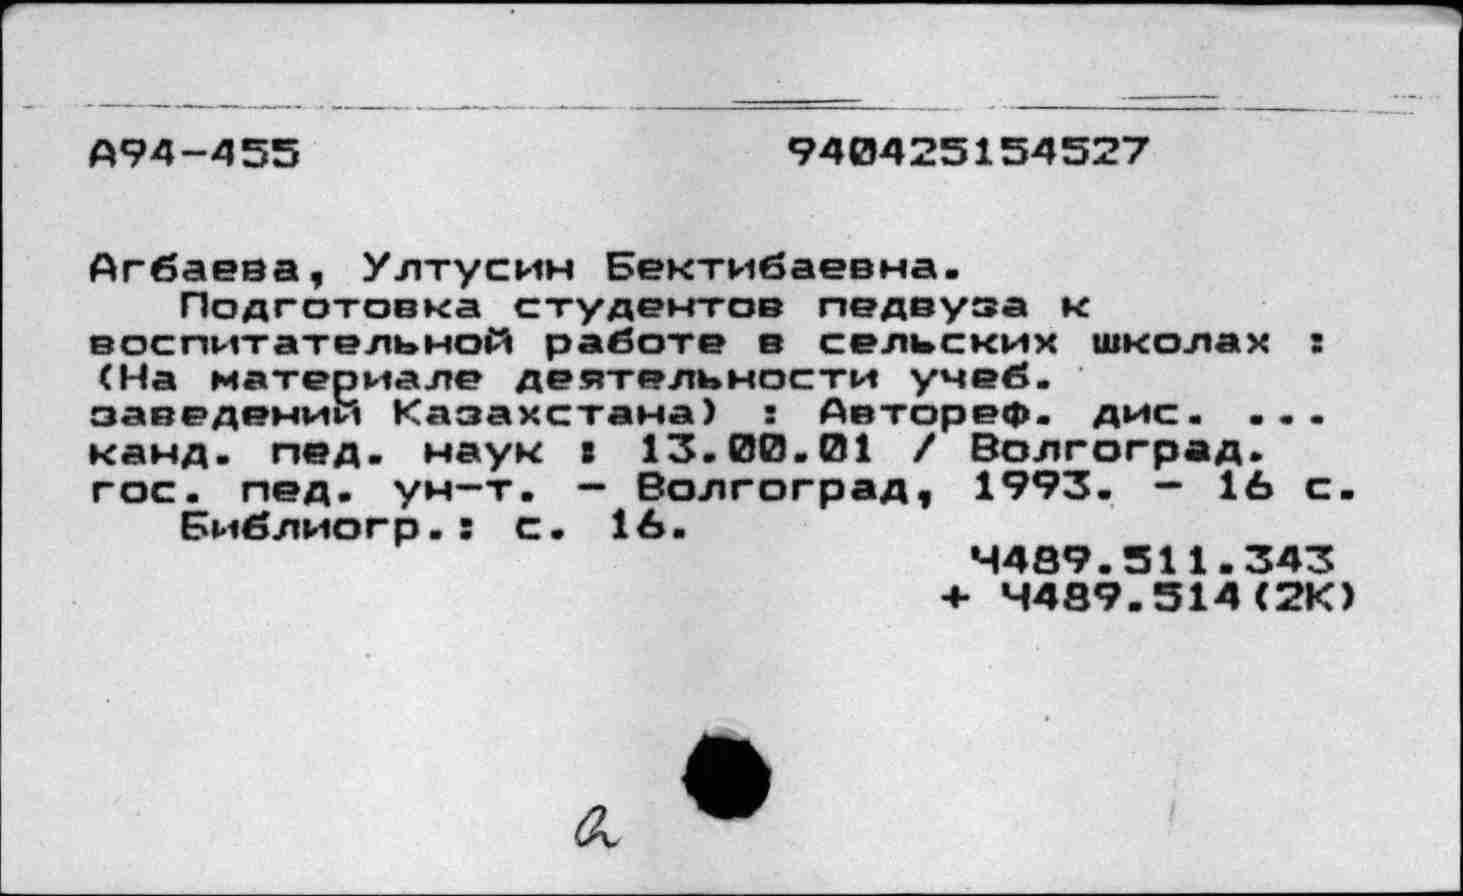 А94-455 940425154527
Агбаева, Ултусин Бектибаевна.
Подготовка студентов педвуза к
воспитательной работе в сельских школах :
(На материале деятельности учеб.
заведений Казахстана) : Автореф. дис. ...
канд. пед. наук : 13.00.01 / Волгоград.
гос. пед. ун-т. - Волгоград, 1993. - 16 с.
Библиогр.: с. 16.
Ч489.511.343
+ Ч489.514(2К)
а